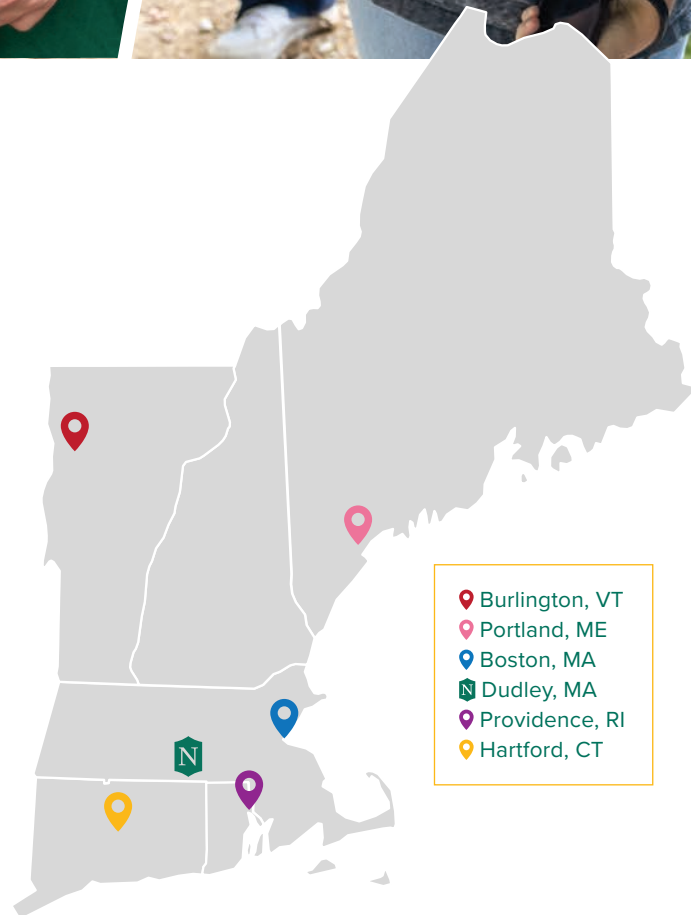 N
Burlington, VT
Portland, ME
Boston, MA
N Dudley, MA
Providence, RI
Hartford, CT